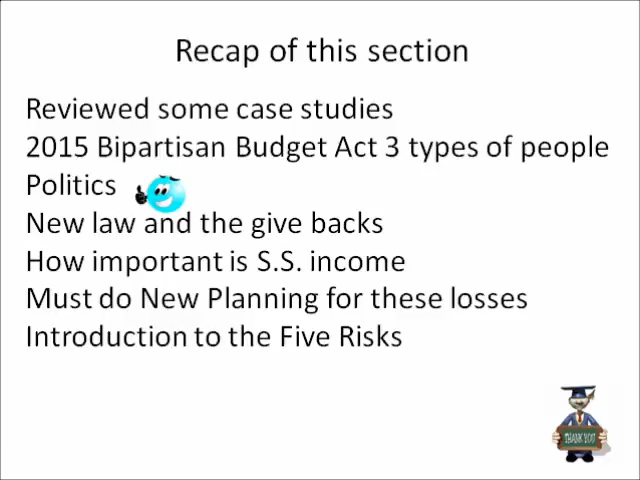 Recap of this section
Reviewed some case studies
2015 Bipartisan Budget Act 3 types of people
Politics
New law and the give backs
How important is S.S. income
Must do New Planning for these losses
Introduction to the Five Risks
THANK YOU